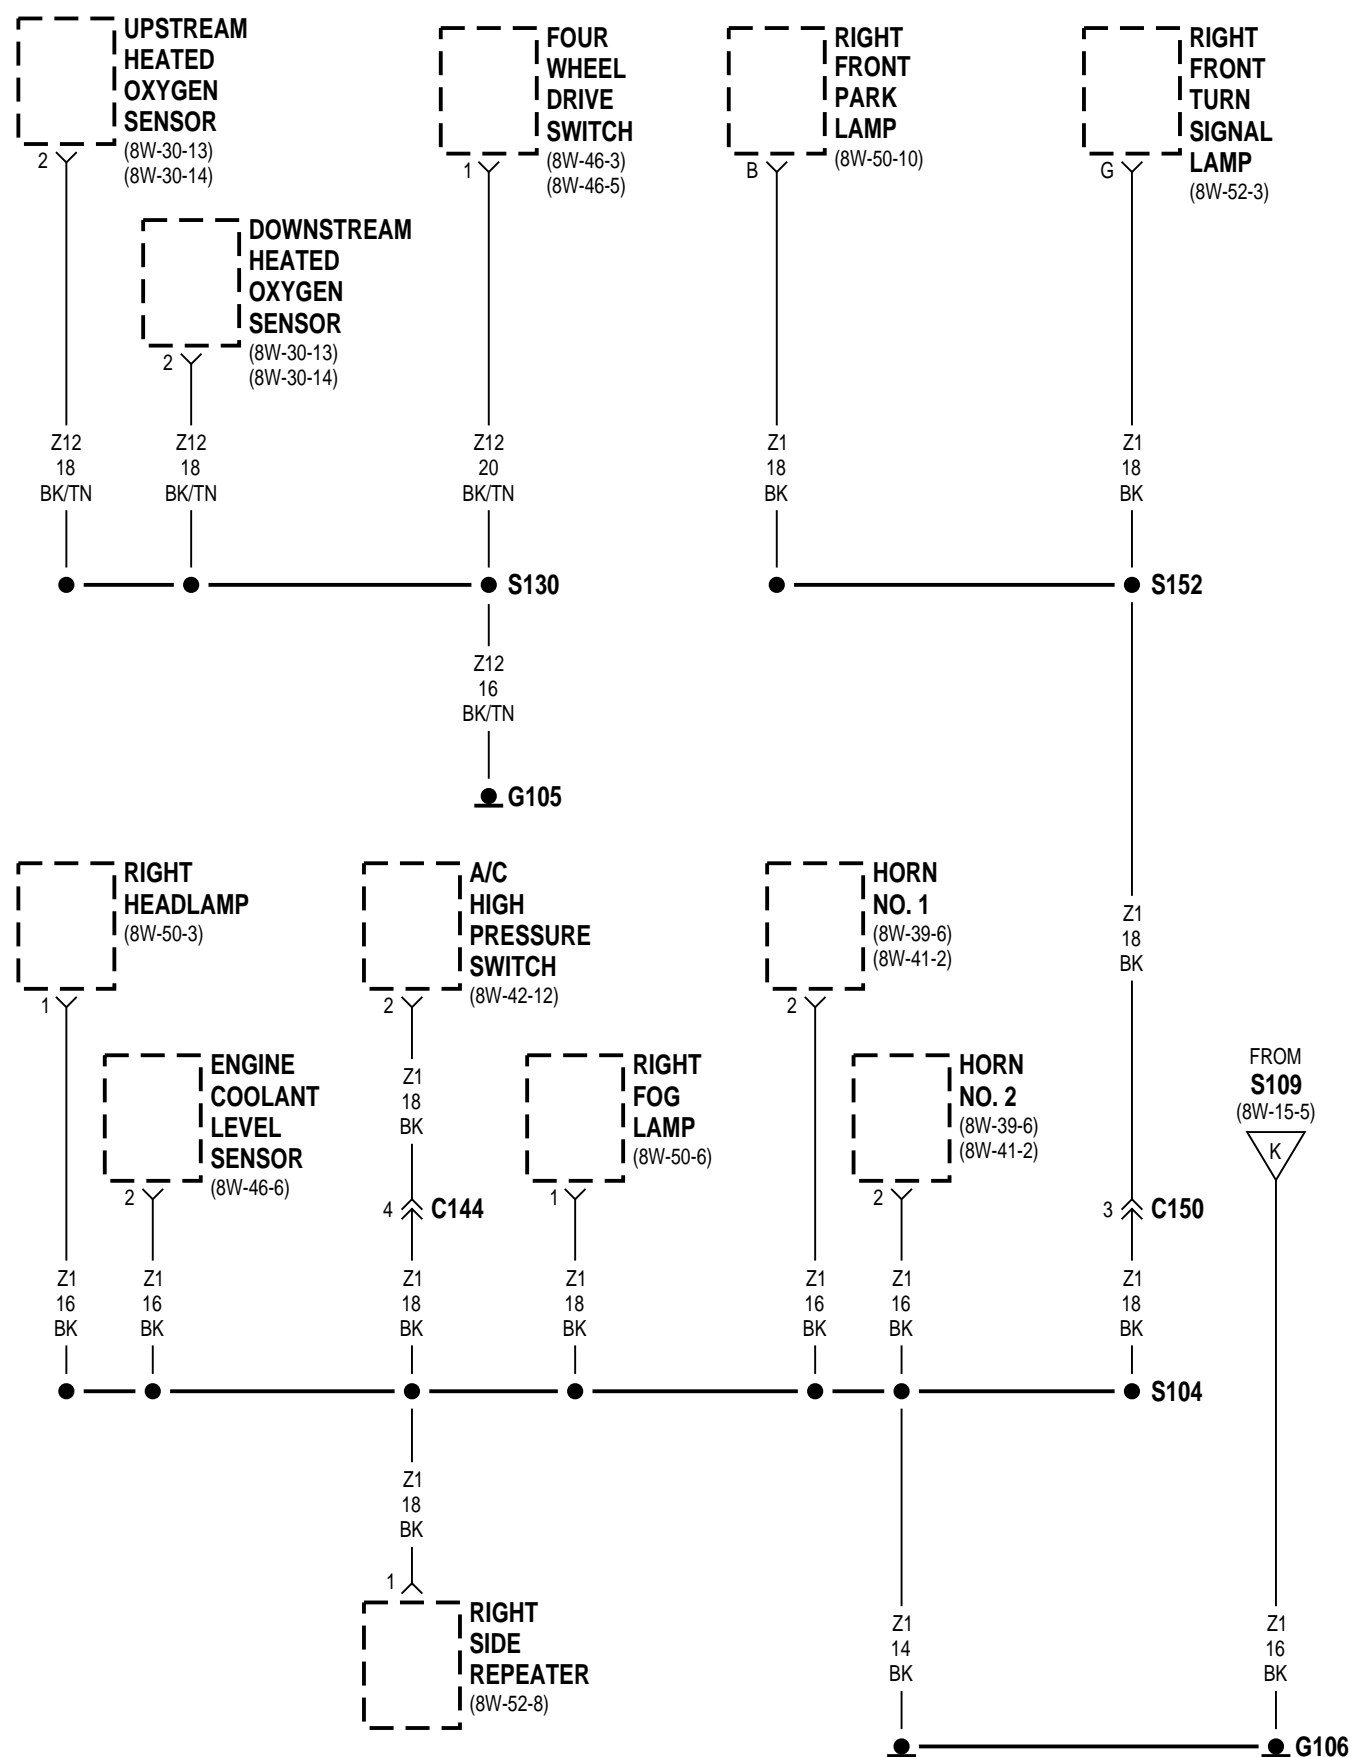 UPSTREAM
HEATED
OXYGEN
SENSOR
(8W-30-13)
(8W-30-14)
2
DOWNSTREAM
HEATED
OXYGEN
SENSOR
(8W-30-13)
(8W-30-14)
2
FOUR
WHEEL
DRIVE
SWITCH
(8W-46-3)
(8W-46-5)
1
RIGHT
FRONT
PARK
LAMP
(8W-50-10)
B
RIGHT
FRONT
TURN
SIGNAL
LAMP
(8W-52-3)
G
Z12
18
BK/TN
Z12
18
BK/TN
Z12
20
BK/TN
Z1
18
BK
Z1
18
BK
S130
S152
Z12
16
BK/TN
G105
RIGHT
HEADLAMP
(8W-50-3)
1
A/C
HIGH
PRESSURE
SWITCH
(8W-42-12)
2
HORN
NO. 1
(8W-39-6)
(8W-41-2)
2
Z1
18
BK
ENGINE
COOLANT
LEVEL
SENSOR
(8W-46-6)
2
Z1
18
BK
RIGHT
FOG
LAMP
(8W-50-6)
1
HORN
NO. 2
(8W-39-6)
(8W-41-2)
2
FROM
S109
(8W-15-5)
K
4
C144
3
C150
Z1
16
BK
Z1
16
BK
Z1
18
BK
Z1
18
BK
Z1
16
BK
Z1
16
BK
Z1
18
BK
S104
Z1
18
BK
1
RIGHT
SIDE
REPEATER
(8W-52-8)
Z1
14
BK
Z1
16
BK
G106